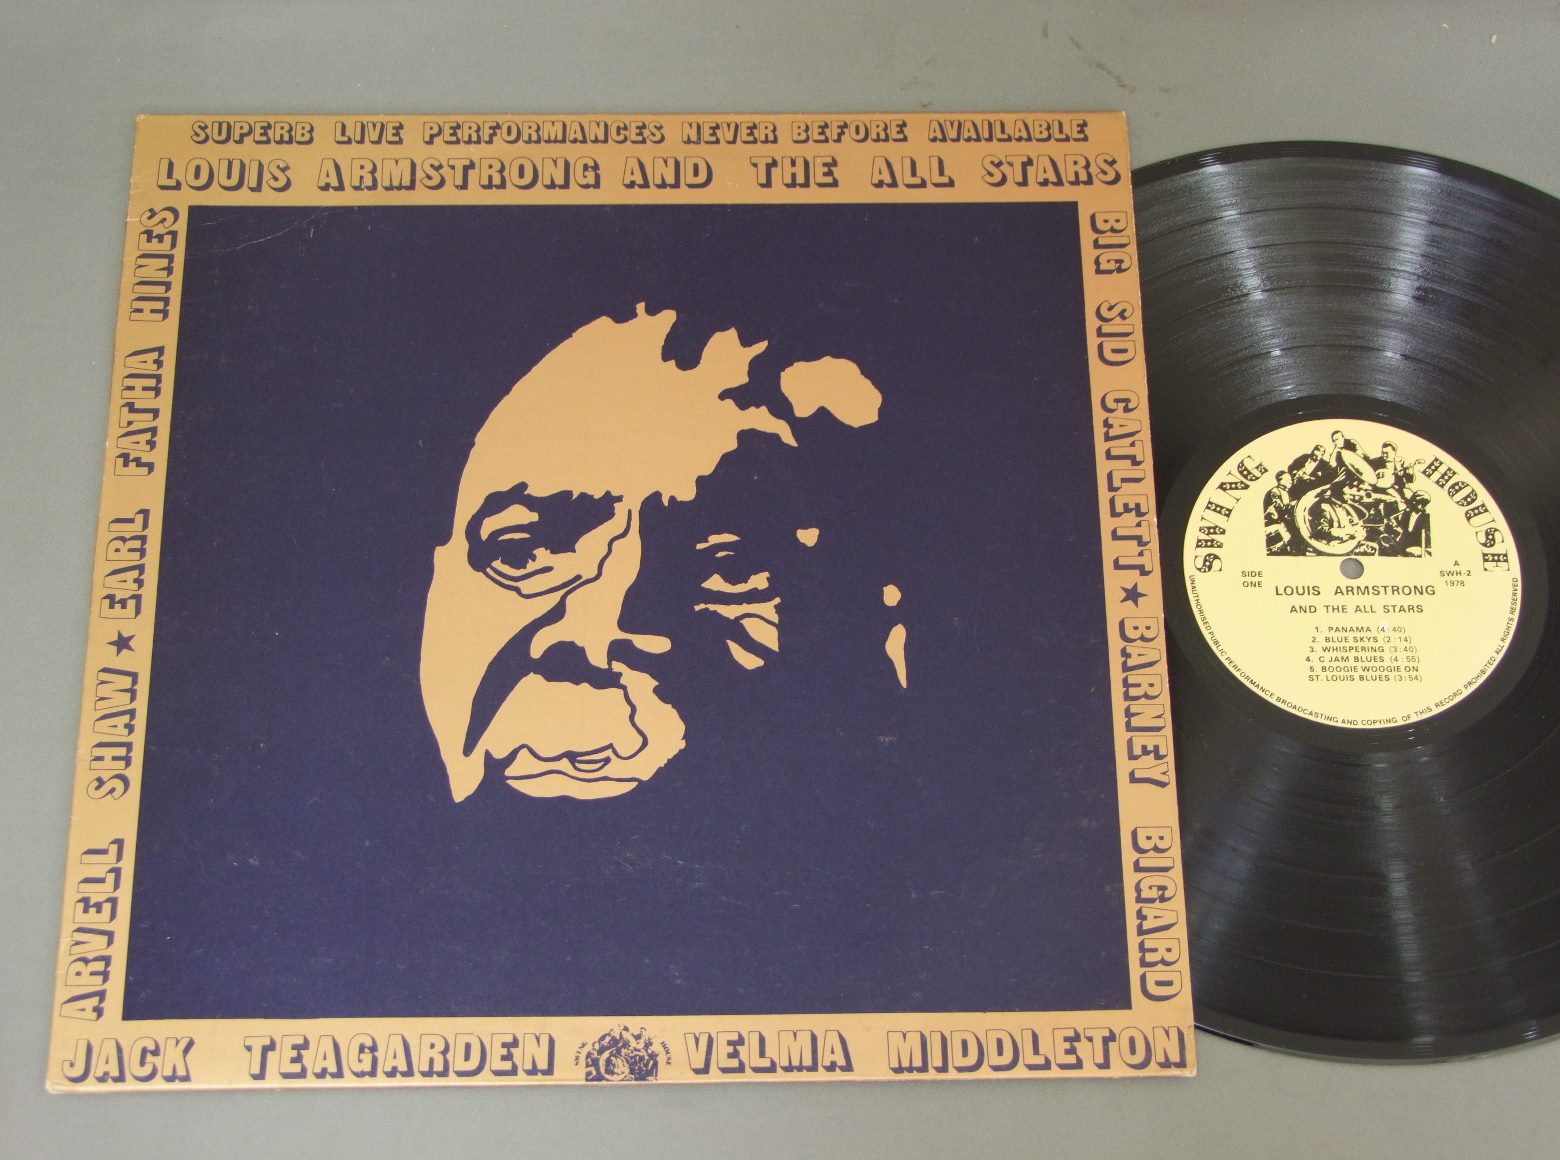 SUPERB LIVE PERFORMANCES NEVER BEFORE AVAILABLE
LOUIS ARMSTRONG AND THE ALL STARS
BIG SID CATLETT ★ BARNEY BIGARD
ARVELL SHAW ★ EARL FATHA HINES
JACK TEAGARDEN
SWING HOUSE
VELMA MIDDLETON
SWING HOUSE
SIDE
ONE
A
SWH-2
1978
LOUIS ARMSTRONG
AND THE ALL STARS
1. PANAMA (4:40)
2. BLUE SKYS (2:14)
3. WHISPERING (3:40)
4. C JAM BLUES (4:55)
5. BOOGIE WOOGIE ON
ST. LOUIS BLUES (3:54)
UNAUTHORISED PUBLIC PERFORMANCE BROADCASTING AND COPYING OF THIS RECORD PROHIBITED ALL RIGHTS RESERVED